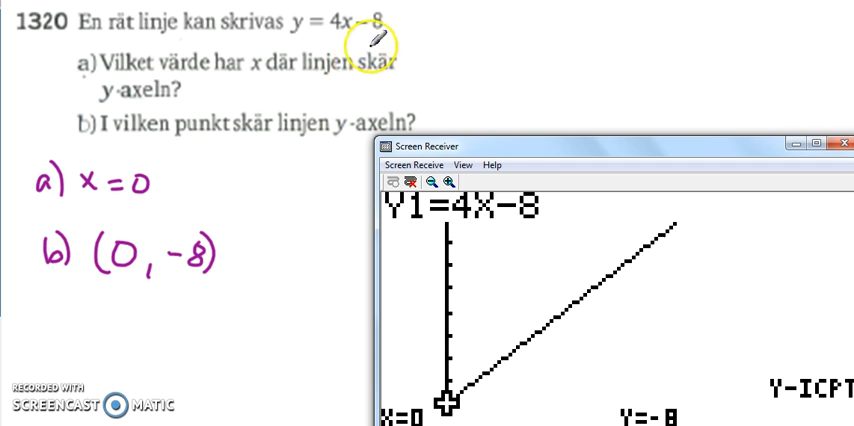 1320 En rät linje kan skrivas y = 4x – 8
a) Vilket värde har x där linjen skär
y-axeln?
b) I vilken punkt skär linjen y-axeln?
a) x = 0
b) (0, -8)
Screen Receiver
Screen Receive View Help
Y1=4X-8
Y-ICPT
X=0 Y=-8
RECORDED WITH
SCREENCAST MATIC